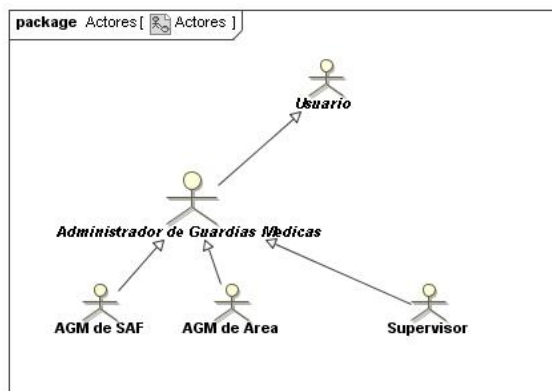 package Actores [ Actores ]
Usuario
Administrador de Guardias Medicas
AGM de SAF
AGM de Area
Supervisor